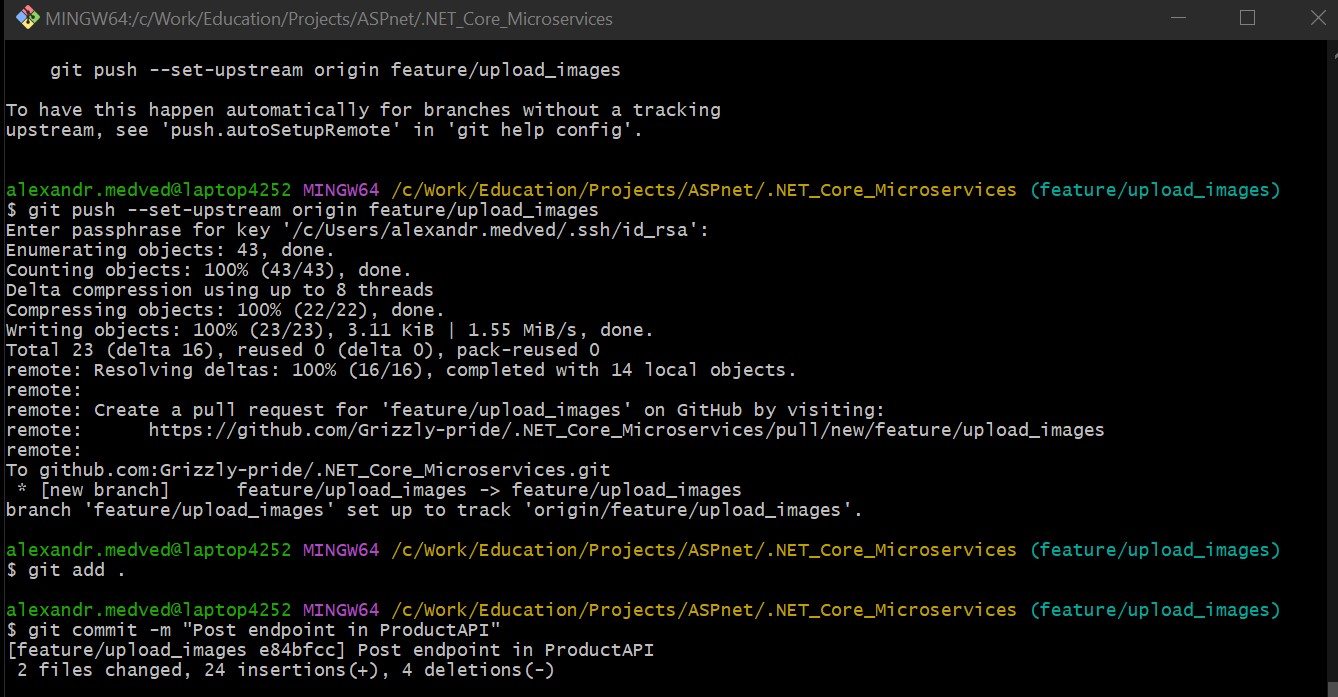 MINGW64:/c/Work/Education/Projects/ASPnet/.NET_Core_Microservices
git push --set-upstream origin feature/upload_images
To have this happen automatically for branches without a tracking
upstream, see 'push.autoSetupRemote' in 'git help config'.
alexandr.medved@laptop4252 MINGW64 /c/Work/Education/Projects/ASPnet/.NET_Core_Microservices (feature/upload_images)
$ git push --set-upstream origin feature/upload_images
Enter passphrase for key '/c/Users/alexandr.medved/.ssh/id_rsa':
Enumerating objects: 43, done.
Counting objects: 100% (43/43), done.
Delta compression using up to 8 threads
Compressing objects: 100% (22/22), done.
Writing objects: 100% (23/23), 3.11 KiB | 1.55 MiB/s, done.
Total 23 (delta 16), reused 0 (delta 0), pack-reused 0
remote: Resolving deltas: 100% (16/16), completed with 14 local objects.
remote:
remote: Create a pull request for 'feature/upload_images' on GitHub by visiting:
remote:      https://github.com/Grizzly-pride/.NET_Core_Microservices/pull/new/feature/upload_images
remote:
To github.com:Grizzly-pride/.NET_Core_Microservices.git
 * [new branch]      feature/upload_images -> feature/upload_images
branch 'feature/upload_images' set up to track 'origin/feature/upload_images'.
alexandr.medved@laptop4252 MINGW64 /c/Work/Education/Projects/ASPnet/.NET_Core_Microservices (feature/upload_images)
$ git add .
alexandr.medved@laptop4252 MINGW64 /c/Work/Education/Projects/ASPnet/.NET_Core_Microservices (feature/upload_images)
$ git commit -m "Post endpoint in ProductAPI"
[feature/upload_images e84bfcc] Post endpoint in ProductAPI
 2 files changed, 24 insertions(+), 4 deletions(-)